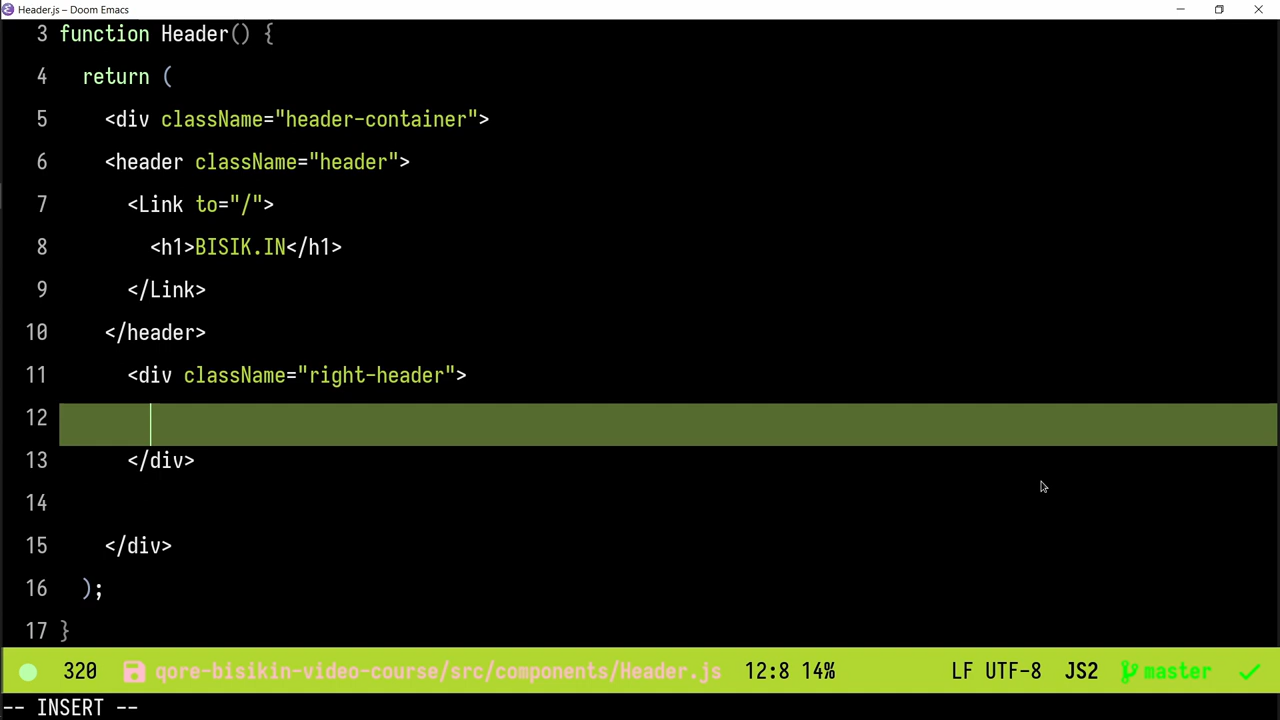 Header.js – Doom Emacs
3 function Header() {
4 return (
5 <div className="header-container">
6 <header className="header">
7 <Link to="/">
8 <h1>BISIK.IN</h1>
9 </Link>
10 </header>
11 <div className="right-header">
12
13 </div>
14
15 </div>
16 );
17 }
320 qore-bisikin-video-course/src/components/Header.js 12:8 14% LF UTF-8 JS2 master
-- INSERT --